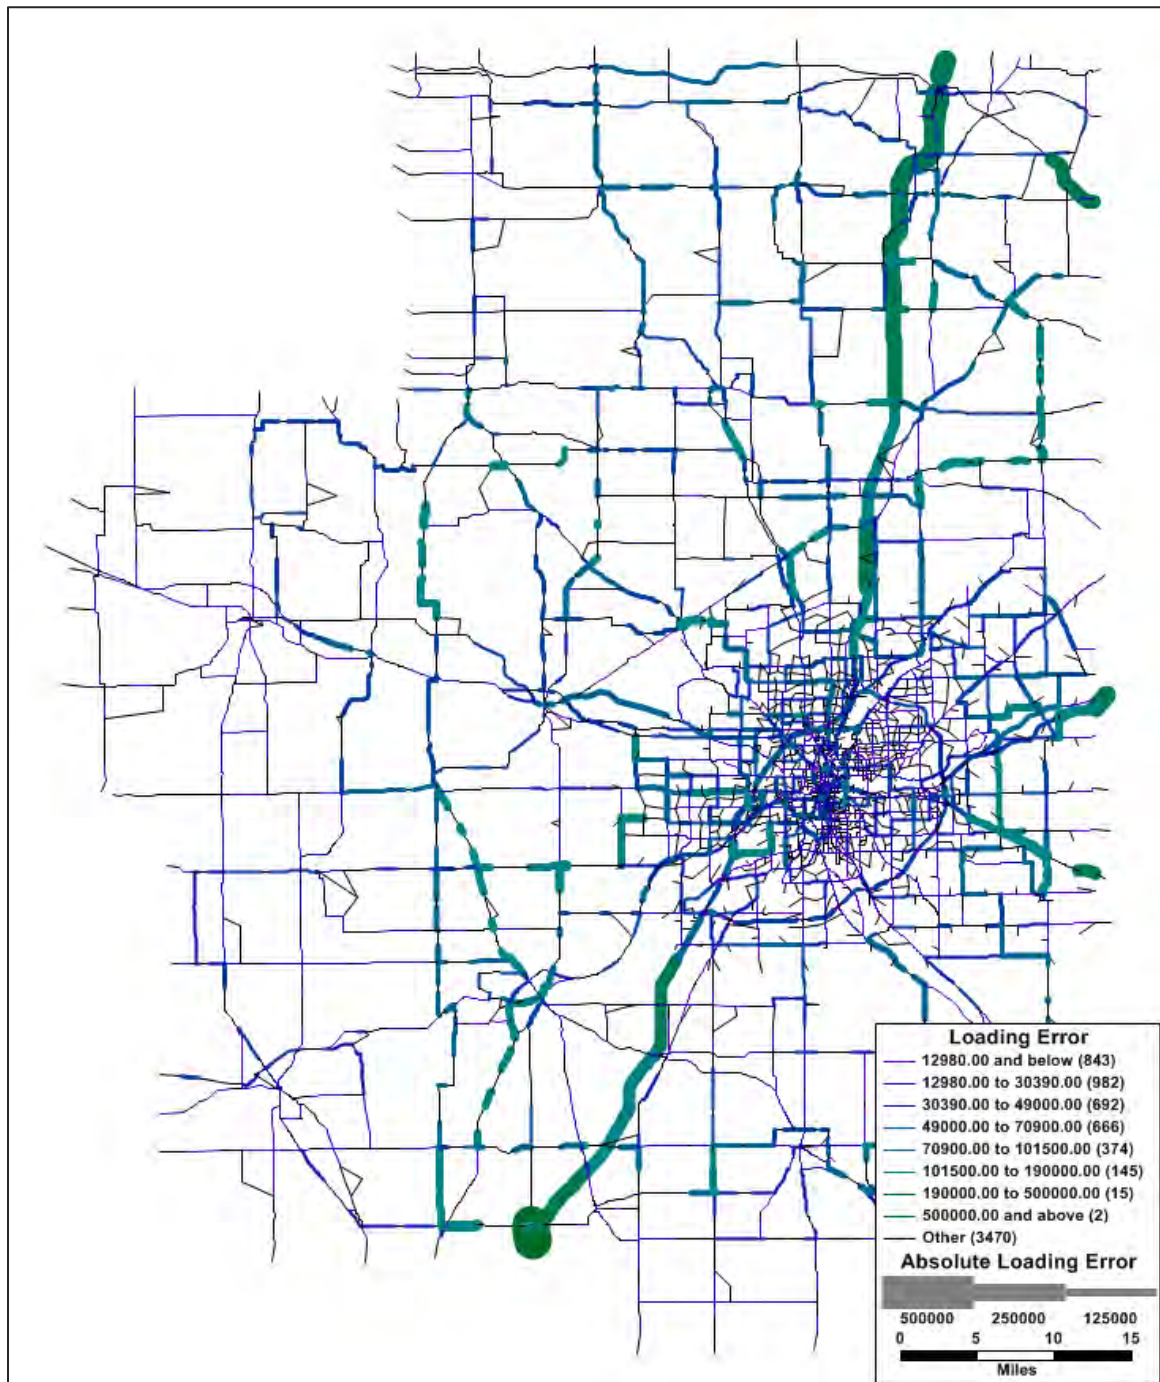 Loading Error
12980.00 and below (843)
12980.00 to 30390.00 (982)
30390.00 to 49000.00 (692)
49000.00 to 70900.00 (666)
70900.00 to 101500.00 (374)
101500.00 to 190000.00 (145)
190000.00 to 500000.00 (15)
500000.00 and above (2)
Other (3470)
Absolute Loading Error
500000 250000 125000
0 5 10 15
Miles